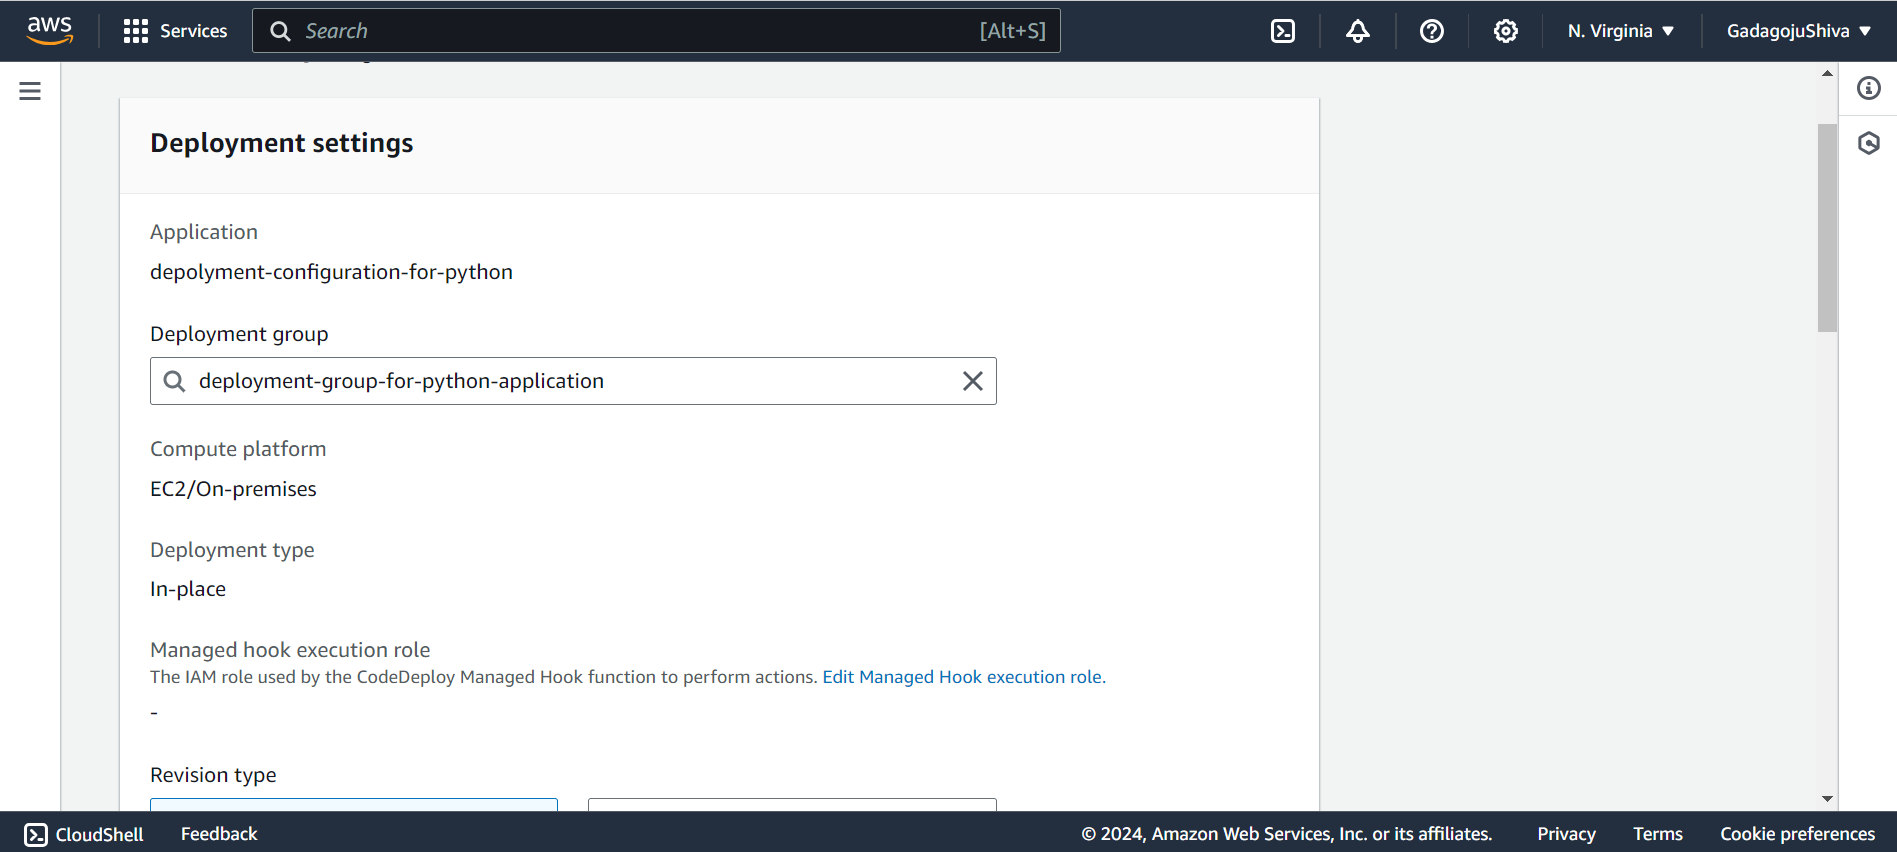 aws
Services
Search
[Alt+S]
N. Virginia
GadagojuShiva
Deployment settings
Application
depolyment-configuration-for-python
Deployment group
deployment-group-for-python-application
Compute platform
EC2/On-premises
Deployment type
In-place
Managed hook execution role
The IAM role used by the CodeDeploy Managed Hook function to perform actions. Edit Managed Hook execution role.
-
Revision type
CloudShell
Feedback
© 2024, Amazon Web Services, Inc. or its affiliates.
Privacy
Terms
Cookie preferences